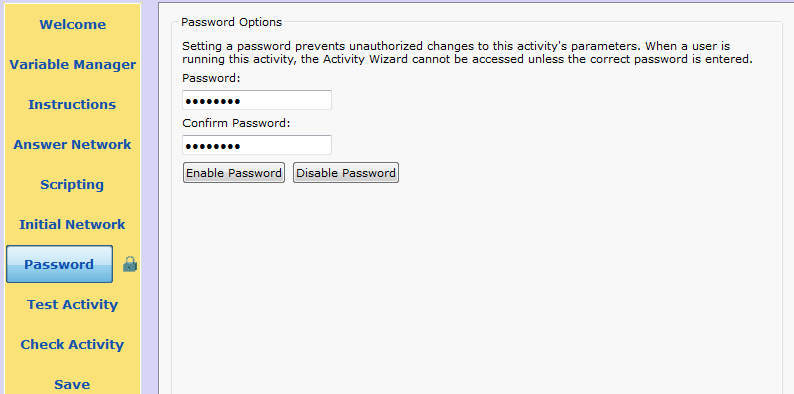 Welcome
Variable Manager
Instructions
Answer Network
Scripting
Initial Network
Password
Test Activity
Check Activity
Save
Password Options
Setting a password prevents unauthorized changes to this activity's parameters. When a user is
running this activity, the Activity Wizard cannot be accessed unless the correct password is entered.
Password:
••••••••
Confirm Password:
••••••••
Enable Password Disable Password